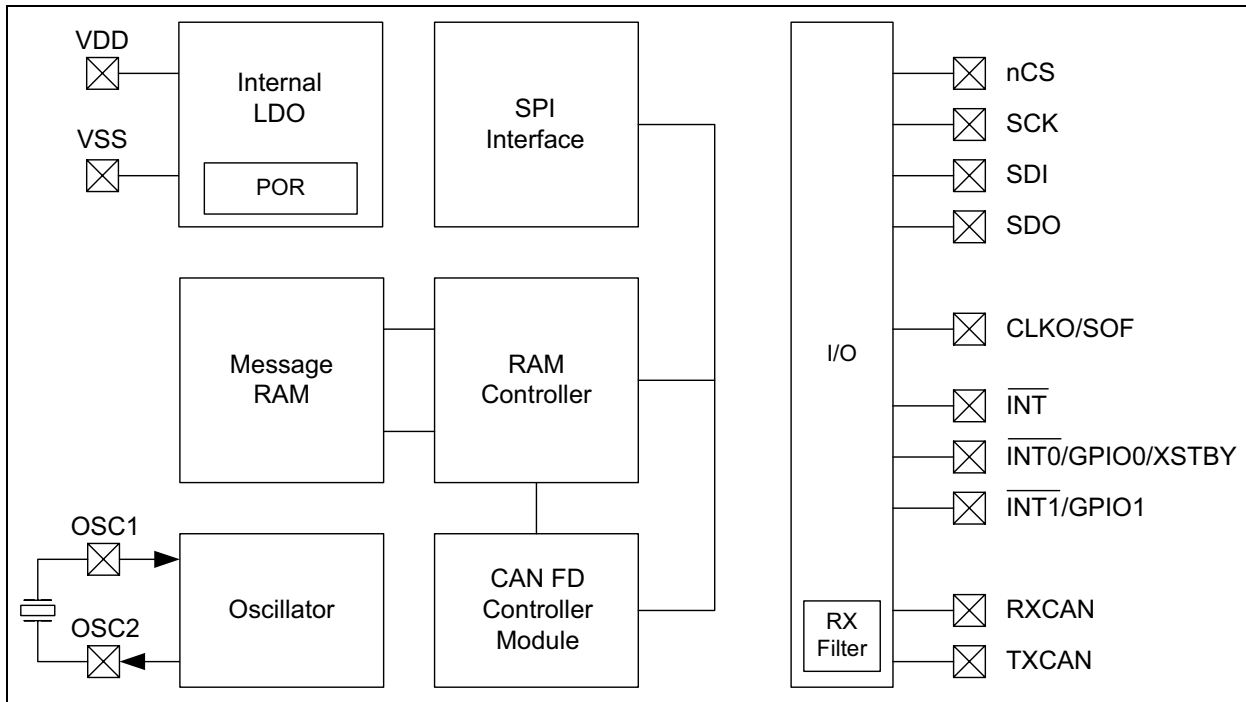 VDD
VSS
Internal
LDO
POR
SPI
Interface
Message
RAM
RAM
Controller
OSC1
OSC2
Oscillator
CAN FD
Controller
Module
I/O
RX
Filter
nCS
SCK
SDI
SDO
CLKO/SOF
INT
INT0/GPIO0/XSTBY
INT1/GPIO1
RXCAN
TXCAN